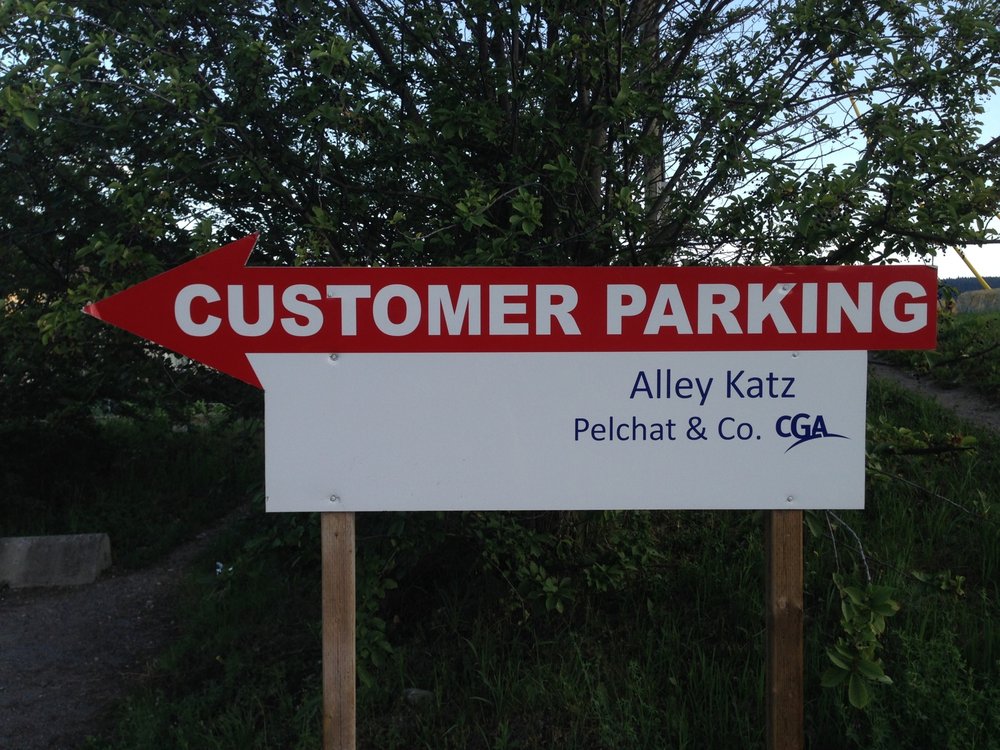 CUSTOMER PARKING
Alley Katz
Pelchat & Co. CGA